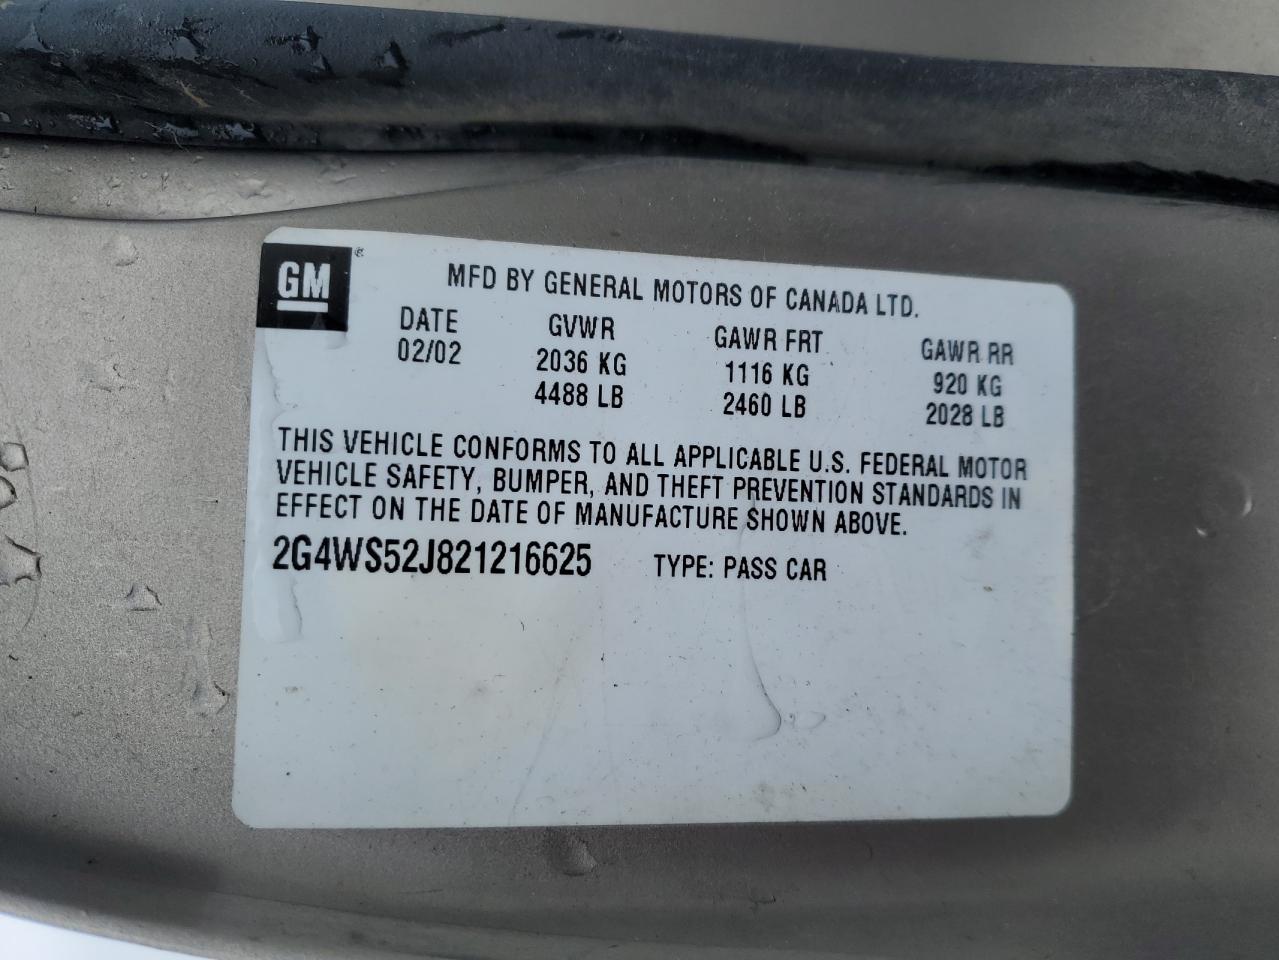 GM ®
MFD BY GENERAL MOTORS OF CANADA LTD.
DATE GVWR GAWR FRT GAWR RR
02/02 2036 KG 1116 KG 920 KG
4488 LB 2460 LB 2028 LB
THIS VEHICLE CONFORMS TO ALL APPLICABLE U.S. FEDERAL MOTOR
VEHICLE SAFETY, BUMPER, AND THEFT PREVENTION STANDARDS IN
EFFECT ON THE DATE OF MANUFACTURE SHOWN ABOVE.
2G4WS52J821216625 TYPE: PASS CAR